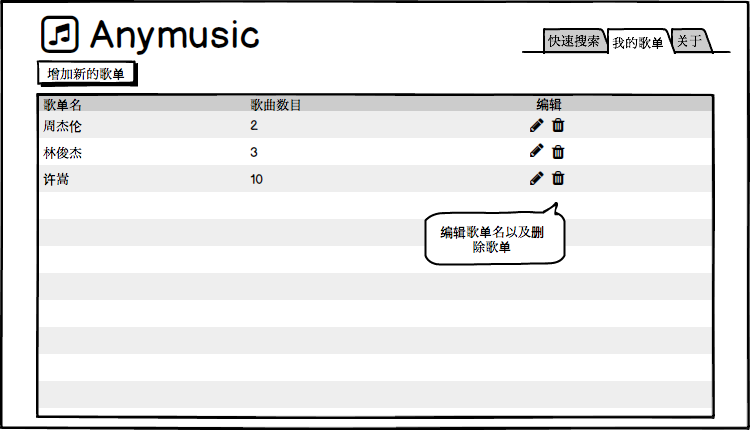 Anymusic
快速搜索 我的歌单 关于
增加新的歌单
歌单名 歌曲数目 编辑
周杰伦 2
林俊杰 3
许嵩 10
编辑歌单名以及删
除歌单